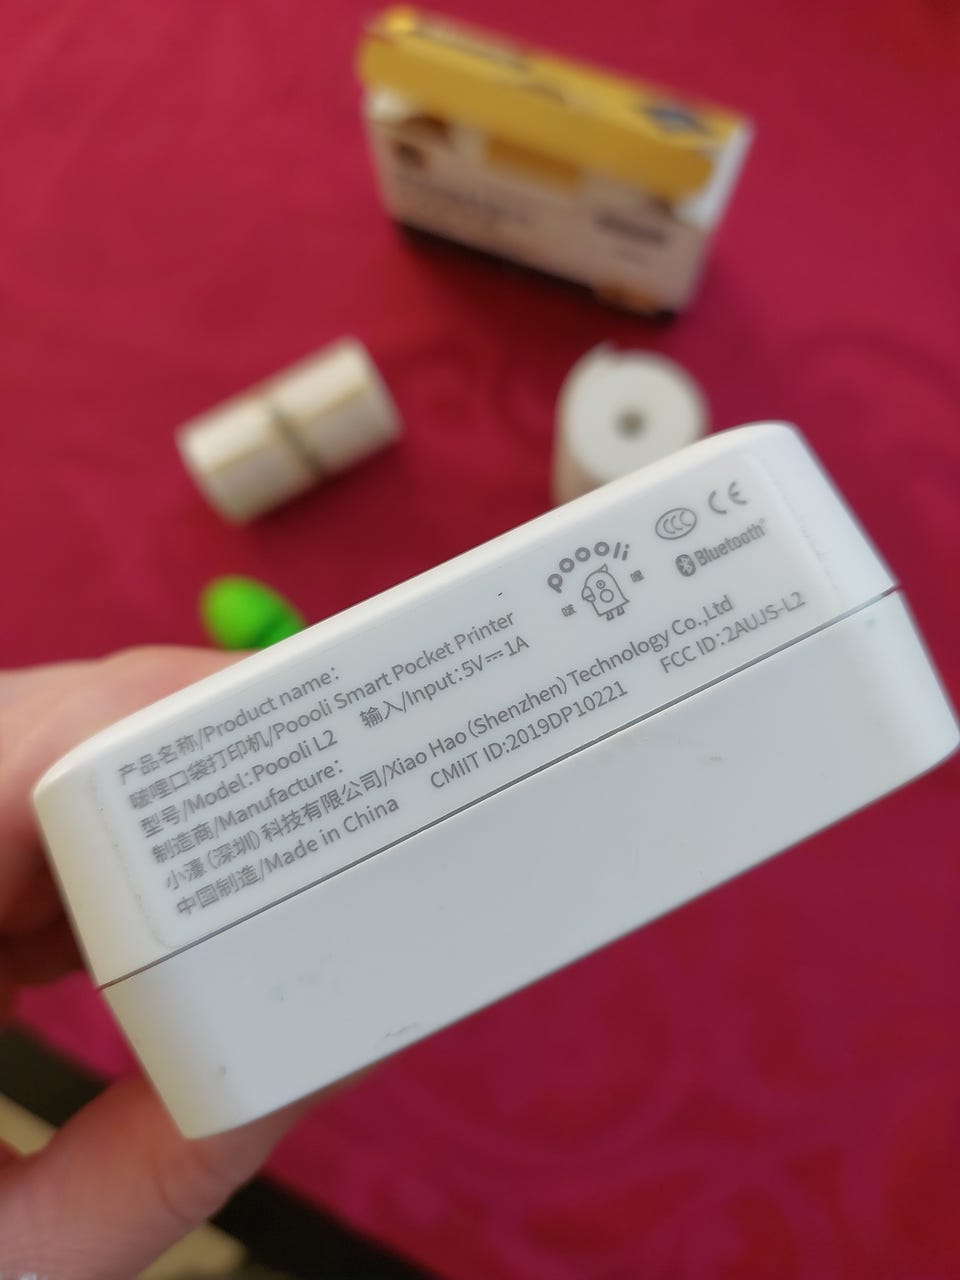 产品名称/Product name:
啵哩口袋打印机/Poooli Smart Pocket Printer
型号/Model: Poooli L2 输入/Input: 5V⎓1A
制造商/Manufacture:
小濠(深圳)科技有限公司/Xiao Hao (Shenzhen) Technology Co.,Ltd
中国制造/Made in China CMIIT ID:2019DP10221 FCC ID: 2AUJS-L2
poooli
啵 哩
CCC CE
Bluetooth®